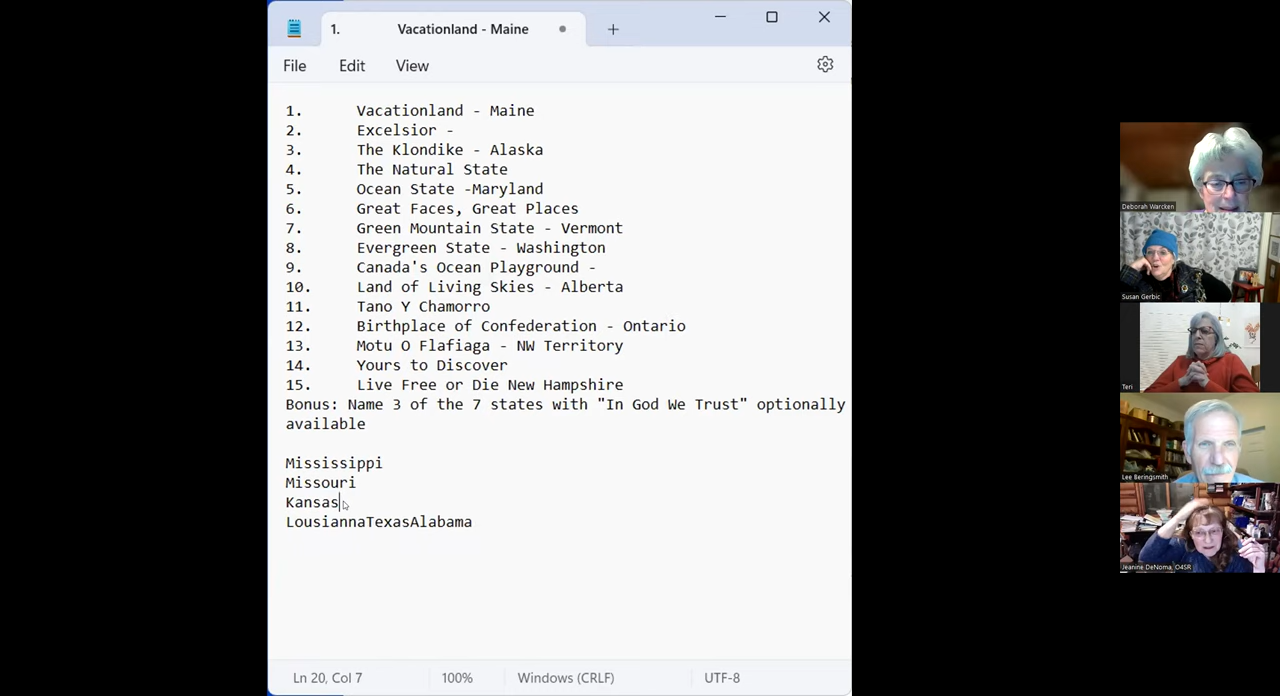 1. Vacationland - Maine
File Edit View
1. Vacationland - Maine
2. Excelsior -
3. The Klondike - Alaska
4. The Natural State
5. Ocean State -Maryland
6. Great Faces, Great Places
7. Green Mountain State - Vermont
8. Evergreen State - Washington
9. Canada's Ocean Playground -
10. Land of Living Skies - Alberta
11. Tano Y Chamorro
12. Birthplace of Confederation - Ontario
13. Motu O Flafiaga - NW Territory
14. Yours to Discover
15. Live Free or Die New Hampshire
Bonus: Name 3 of the 7 states with "In God We Trust" optionally
available
Mississippi
Missouri
Kansas
LousiannaTexasAlabama
Ln 20, Col 7 100% Windows (CRLF) UTF-8
Deborah Warcken
Susan Gerbic
Teri
Lee Beringsmith
Jeanine DeNoma, O4SR